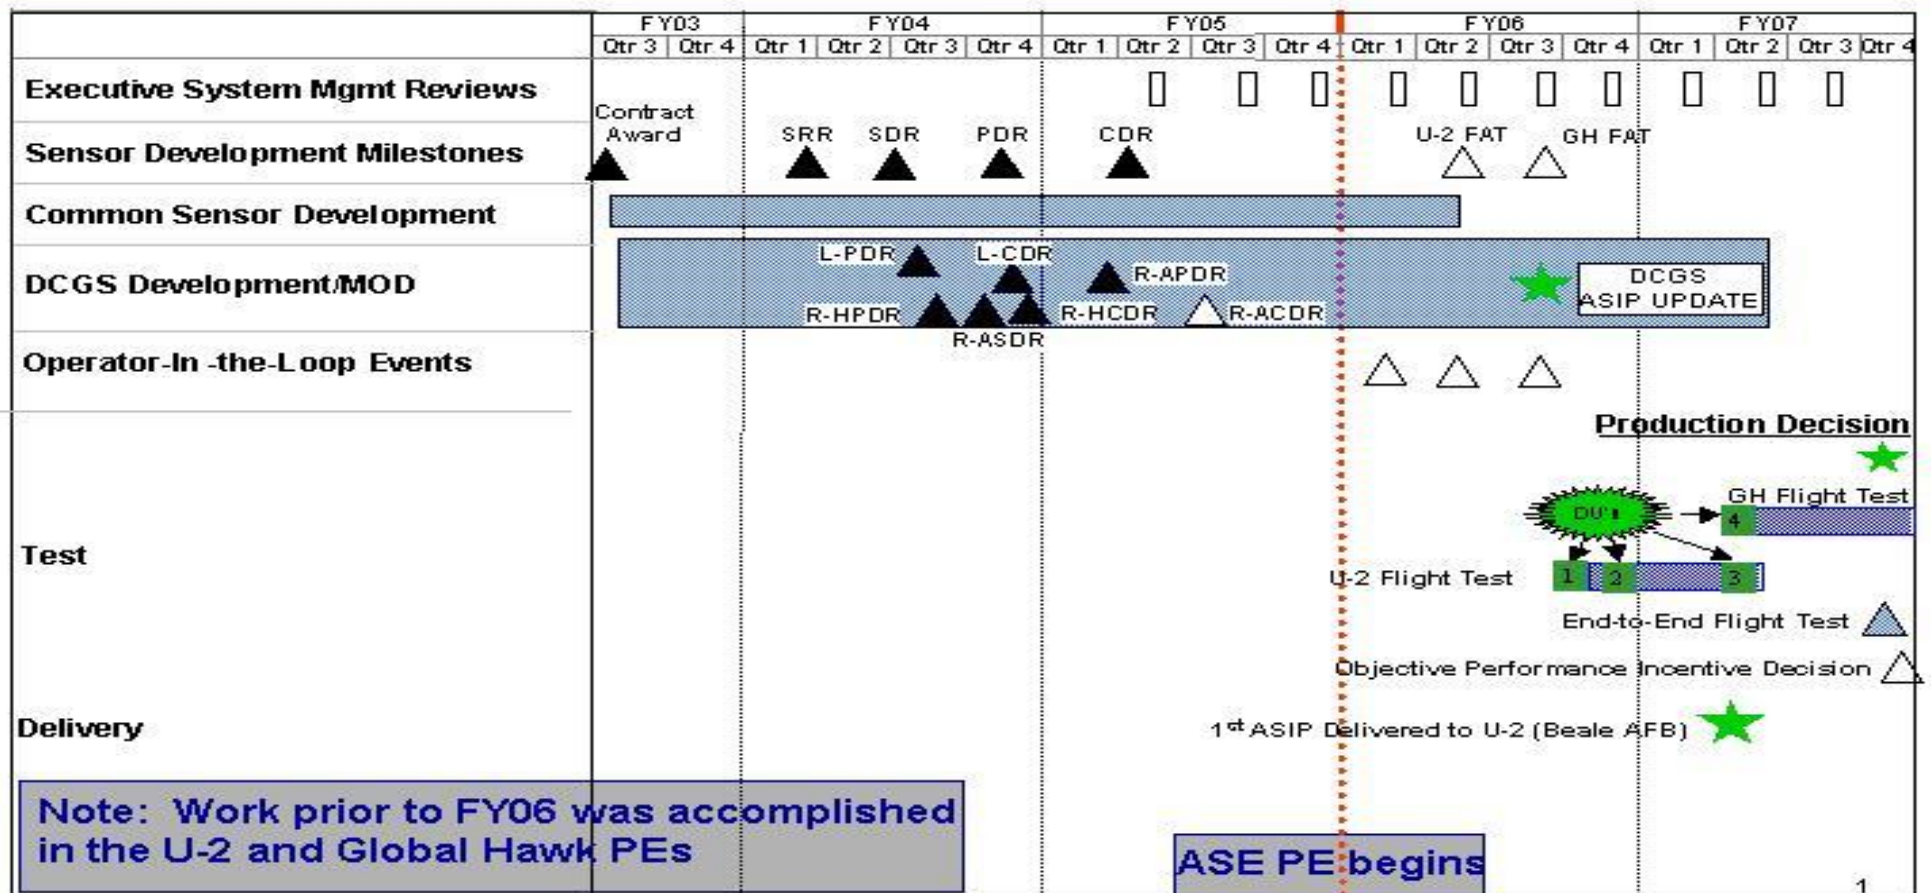 FY03 FY04 FY05 FY06 FY07
Qtr 3 Qtr 4 Qtr 1 Qtr 2 Qtr 3 Qtr 4 Qtr 1 Qtr 2 Qtr 3 Qtr 4 Qtr 1 Qtr 2 Qtr 3 Qtr 4 Qtr 1 Qtr 2 Qtr 3 Qtr 4
Executive System Mgmt Reviews
Contract
Award SRR SDR PDR CDR U-2 FAT GH FAT
Sensor Development Milestones
Common Sensor Development
L-PDR L-CDR
R-APDR
DCGS Development/MOD
DCGS
ASIP UPDATE
R-HPDR R-HCDR R-ACDR
R-ASDR
Operator-In -the-Loop Events
Production Decision
GH Flight Test
DU's
4
Test
U-2 Flight Test 1 2 3
End-to-End Flight Test
Objective Performance Incentive Decision
Delivery
1st ASIP Delivered to U-2 (Beale AFB)
Note: Work prior to FY06 was accomplished
in the U-2 and Global Hawk PEs
ASE PE begins
1